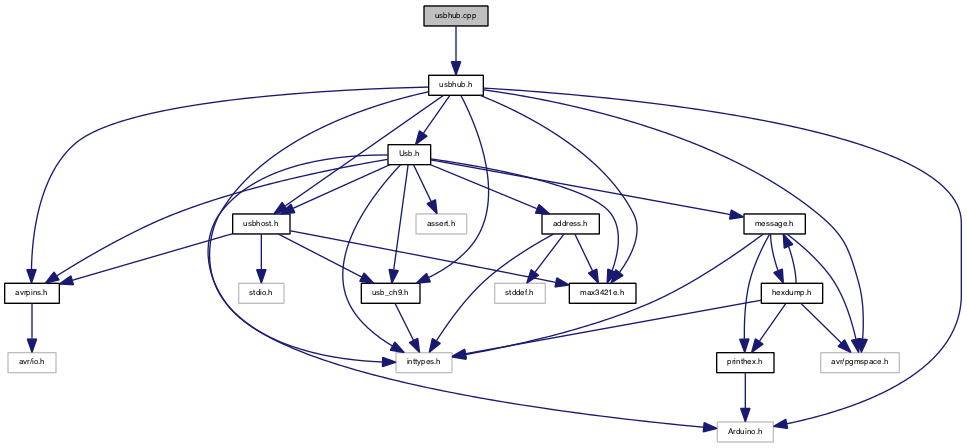 usbhub.cpp
usbhub.h
Usb.h
usbhost.h
assert.h
address.h
message.h
avrpins.h
stdio.h
usb_ch9.h
stddef.h
max3421e.h
hexdump.h
avr/io.h
inttypes.h
printhex.h
avr/pgmspace.h
Arduino.h